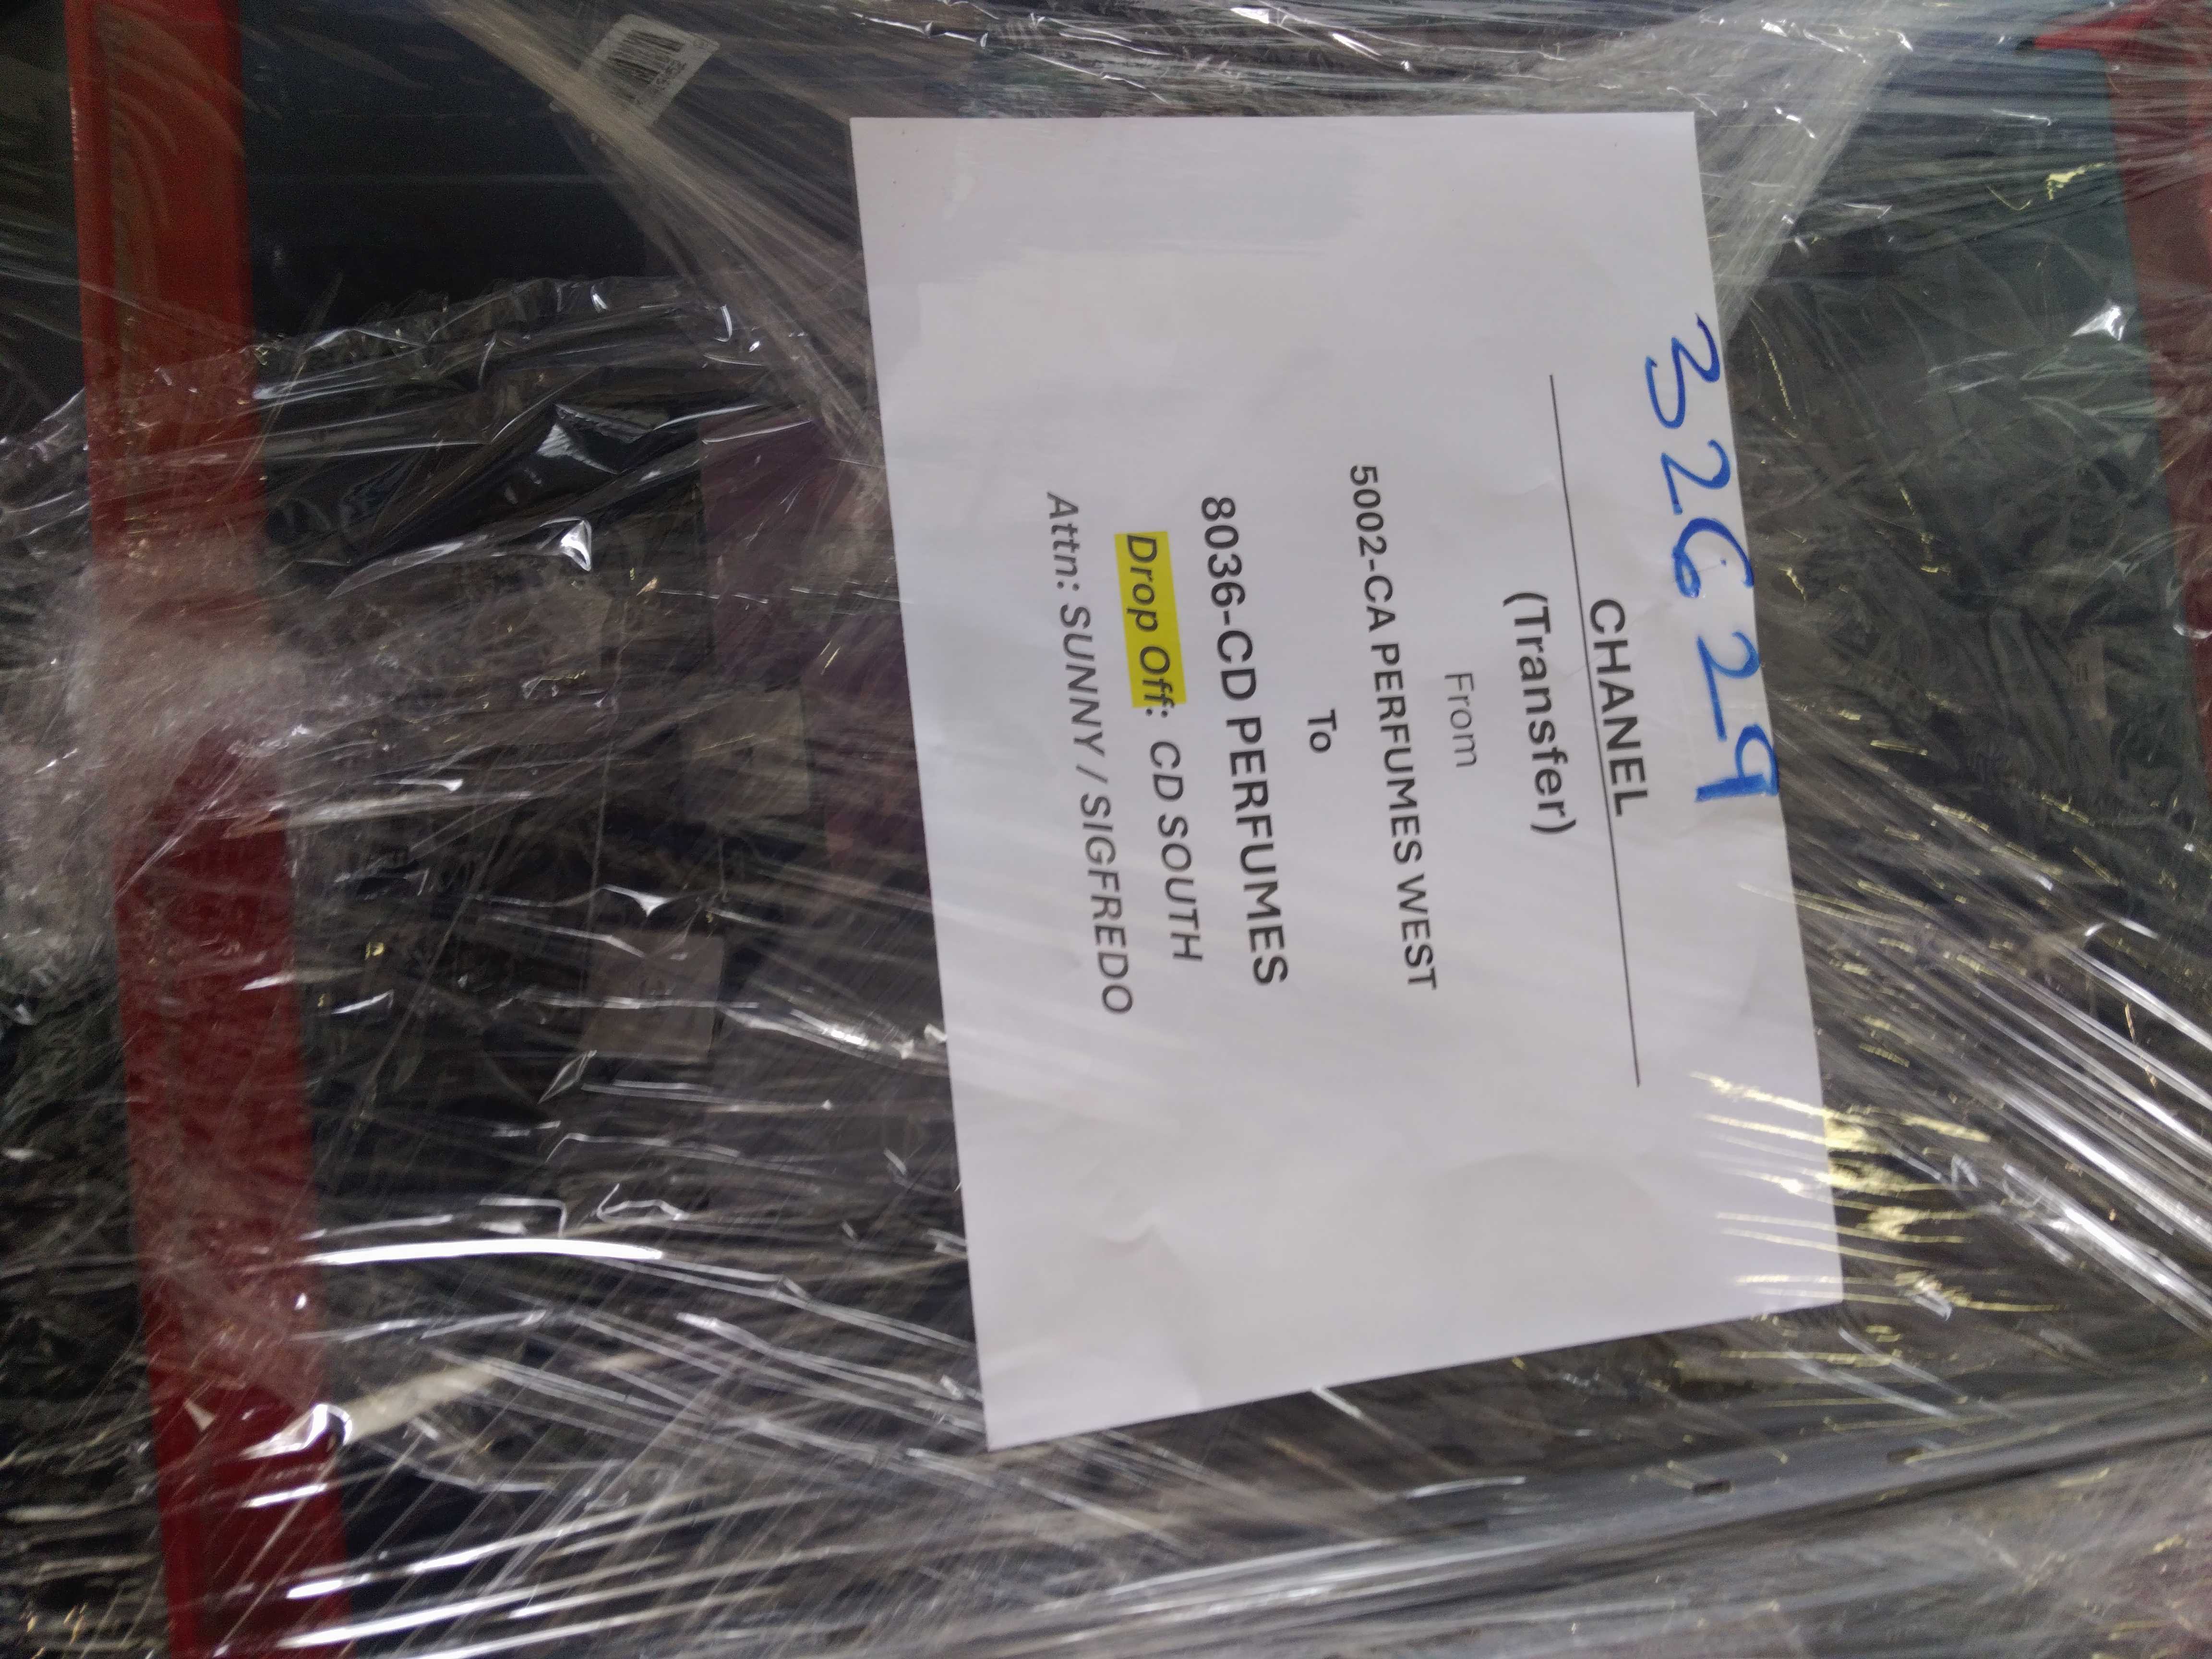 32629
CHANEL
(Transfer)
From
5002-CA PERFUMES WEST
To
8036-CD PERFUMES
Drop Off: CD SOUTH
Attn: SUNNY / SIGFREDO